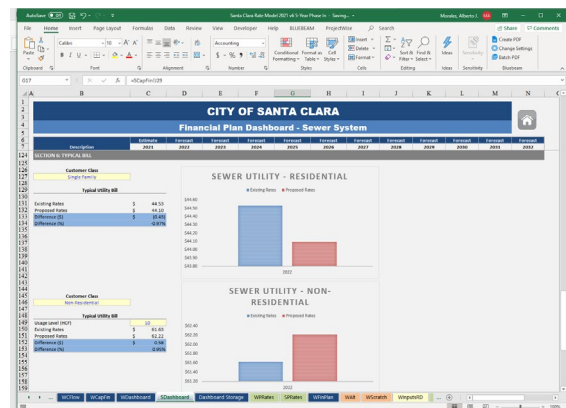 AutoSave
Santa Clara Rate Model 2021 v6 5-Year Phase In - Saving...
Morales, Alberto J
File Home Insert Page Layout Formulas Data Review View Developer Help BLUEBEAM ProjectWise Search Share Comments
Calibri 10 Accounting Insert Create PDF
Paste Conditional Format as Cell Delete Sort & Find & Ideas Sensitivity Change Settings
Formatting Table Styles Format Filter Select Batch PDF
Clipboard Font Alignment Number Styles Cells Editing Ideas Sensitivity Bluebeam
A B C D E F G H I J K L M N
CITY OF SANTA CLARA
Financial Plan Dashboard - Sewer System
Estimate Forecast Forecast Forecast Forecast Forecast Forecast Forecast Forecast Forecast Forecast Forecast
Description 2021 2022 2023 2024 2025 2026 2027 2028 2029 2030 2031 2032
SECTION 6: TYPICAL BILL
Customer Class
Single Family
Typical Utility Bill
Existing Rates $ 44.53
Proposed Rates $ 44.10
Difference ($) $ (0.43)
Difference (%) -0.97%
SEWER UTILITY - RESIDENTIAL
Existing Rates Proposed Rates
$44.60
$44.50
$44.40
$44.30
$44.20
$44.10
$44.00
$43.90
$43.80
2022
Customer Class
Non-Residential
Typical Utility Bill
Usage Level (HCF) 10
Existing Rates $ 61.63
Proposed Rates $ 62.22
Difference ($) $ 0.58
Difference (%) 0.95%
SEWER UTILITY - NON-
RESIDENTIAL
Existing Rates Proposed Rates
$62.40
$62.20
$62.00
$61.80
$61.60
$61.40
$61.20
2022
WCFlow WCapFin WDashboard SDashboard Dashboard Storage WPRates SPRates WFinPlan WAlt WScratch WInputsRD
100%